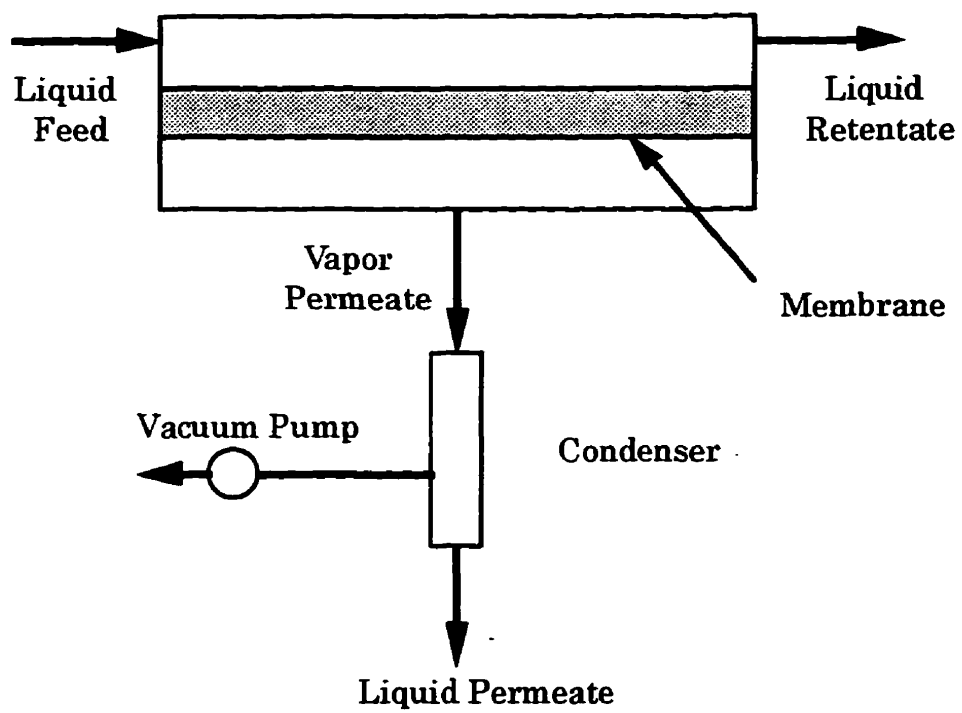 Liquid
Feed
Liquid
Retentate
Vapor
Permeate
Membrane
Vacuum Pump
Condenser
Liquid Permeate